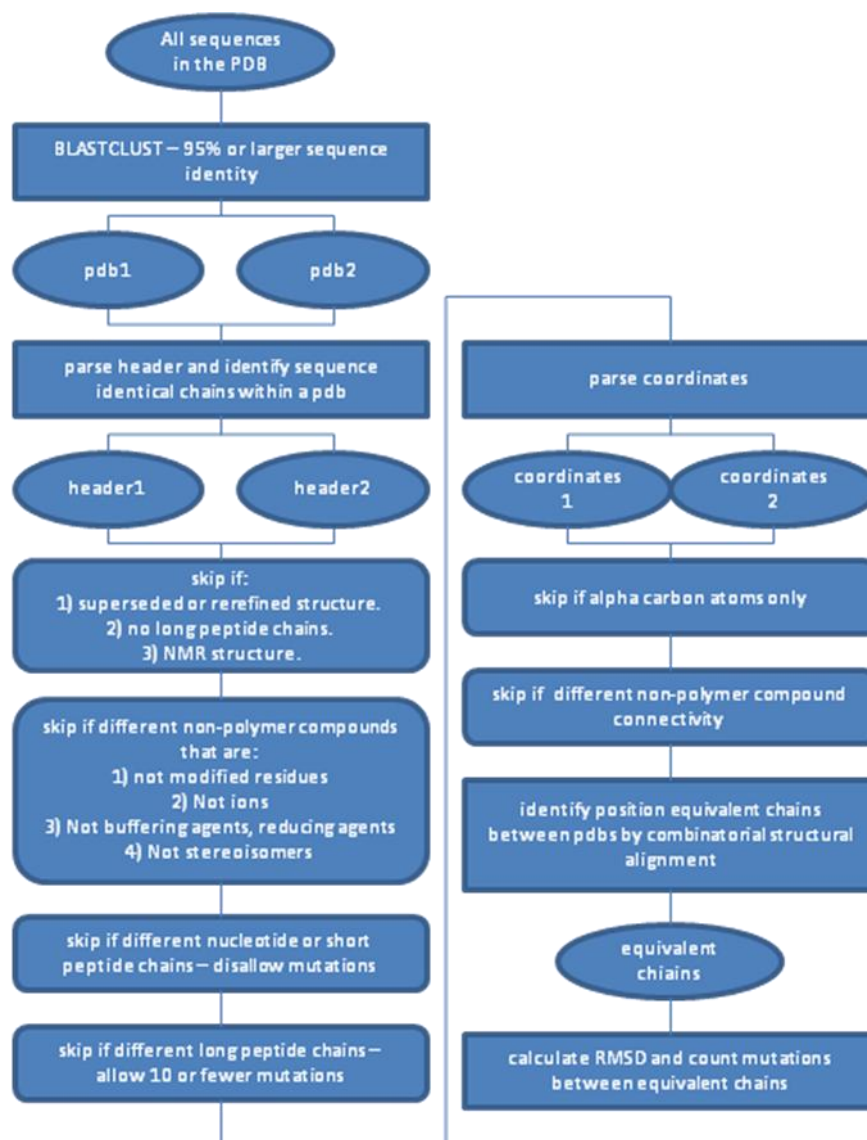 All sequences
in the PDB
BLASTCLUST – 95% or larger sequence
identity
pdb1
pdb2
parse header and identify sequence
identical chains within a pdb
header1
header2
skip if:
1) superseded or rerefined structure.
2) no long peptide chains.
3) NMR structure.
skip if different non-polymer compounds
that are:
1) not modified residues
2) Not ions
3) Not buffering agents, reducing agents
4) Not stereoisomers
skip if different nucleotide or short
peptide chains – disallow mutations
skip if different long peptide chains –
allow 10 or fewer mutations
parse coordinates
coordinates
1
coordinates
2
skip if alpha carbon atoms only
skip if different non-polymer compound
connectivity
identify position equivalent chains
between pdbs by combinatorial structural
alignment
equivalent
chiains
calculate RMSD and count mutations
between equivalent chains